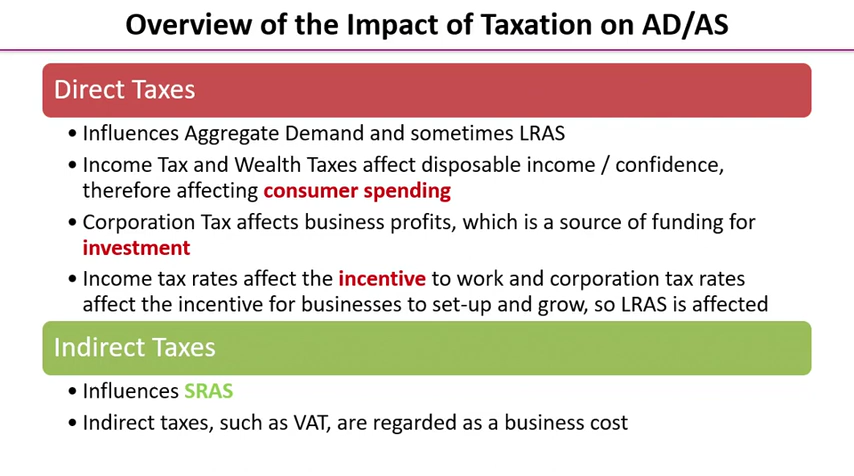 Overview of the Impact of Taxation on AD/AS
Direct Taxes
• Influences Aggregate Demand and sometimes LRAS
• Income Tax and Wealth Taxes affect disposable income / confidence,
therefore affecting consumer spending
• Corporation Tax affects business profits, which is a source of funding for
investment
• Income tax rates affect the incentive to work and corporation tax rates
affect the incentive for businesses to set-up and grow, so LRAS is affected
Indirect Taxes
• Influences SRAS
• Indirect taxes, such as VAT, are regarded as a business cost